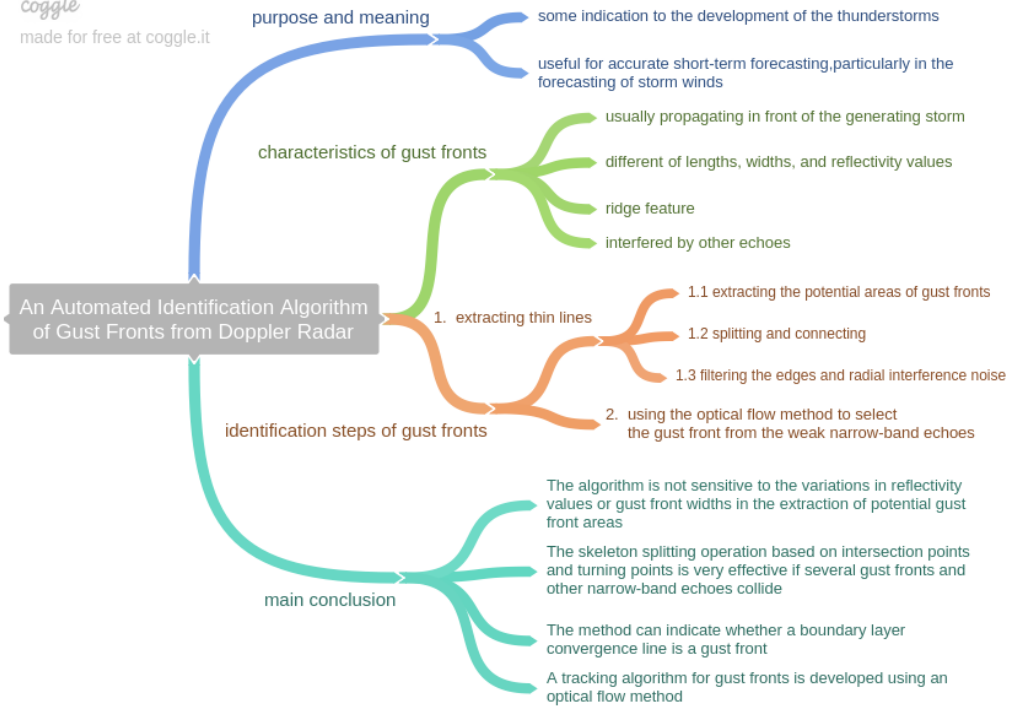 coggle
made for free at coggle.it
purpose and meaning
some indication to the development of the thunderstorms
useful for accurate short-term forecasting,particularly in the
forecasting of storm winds
characteristics of gust fronts
usually propagating in front of the generating storm
different of lengths, widths, and reflectivity values
ridge feature
interfered by other echoes
An Automated Identification Algorithm
of Gust Fronts from Doppler Radar
1. extracting thin lines
1.1 extracting the potential areas of gust fronts
1.2 splitting and connecting
1.3 filtering the edges and radial interference noise
identification steps of gust fronts
2. using the optical flow method to select
the gust front from the weak narrow-band echoes
main conclusion
The algorithm is not sensitive to the variations in reflectivity
values or gust front widths in the extraction of potential gust
front areas
The skeleton splitting operation based on intersection points
and turning points is very effective if several gust fronts and
other narrow-band echoes collide
The method can indicate whether a boundary layer
convergence line is a gust front
A tracking algorithm for gust fronts is developed using an
optical flow method